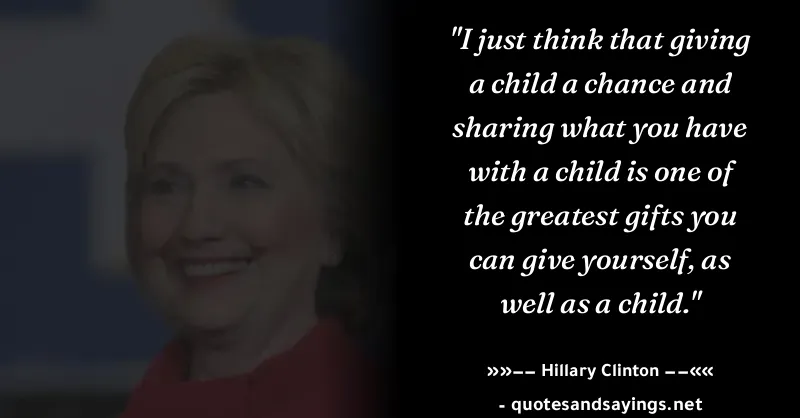 "I just think that giving
a child a chance and
sharing what you have
with a child is one of
the greatest gifts you
can give yourself, as
well as a child."
»»−− Hillary Clinton −−««
- quotesandsayings.net